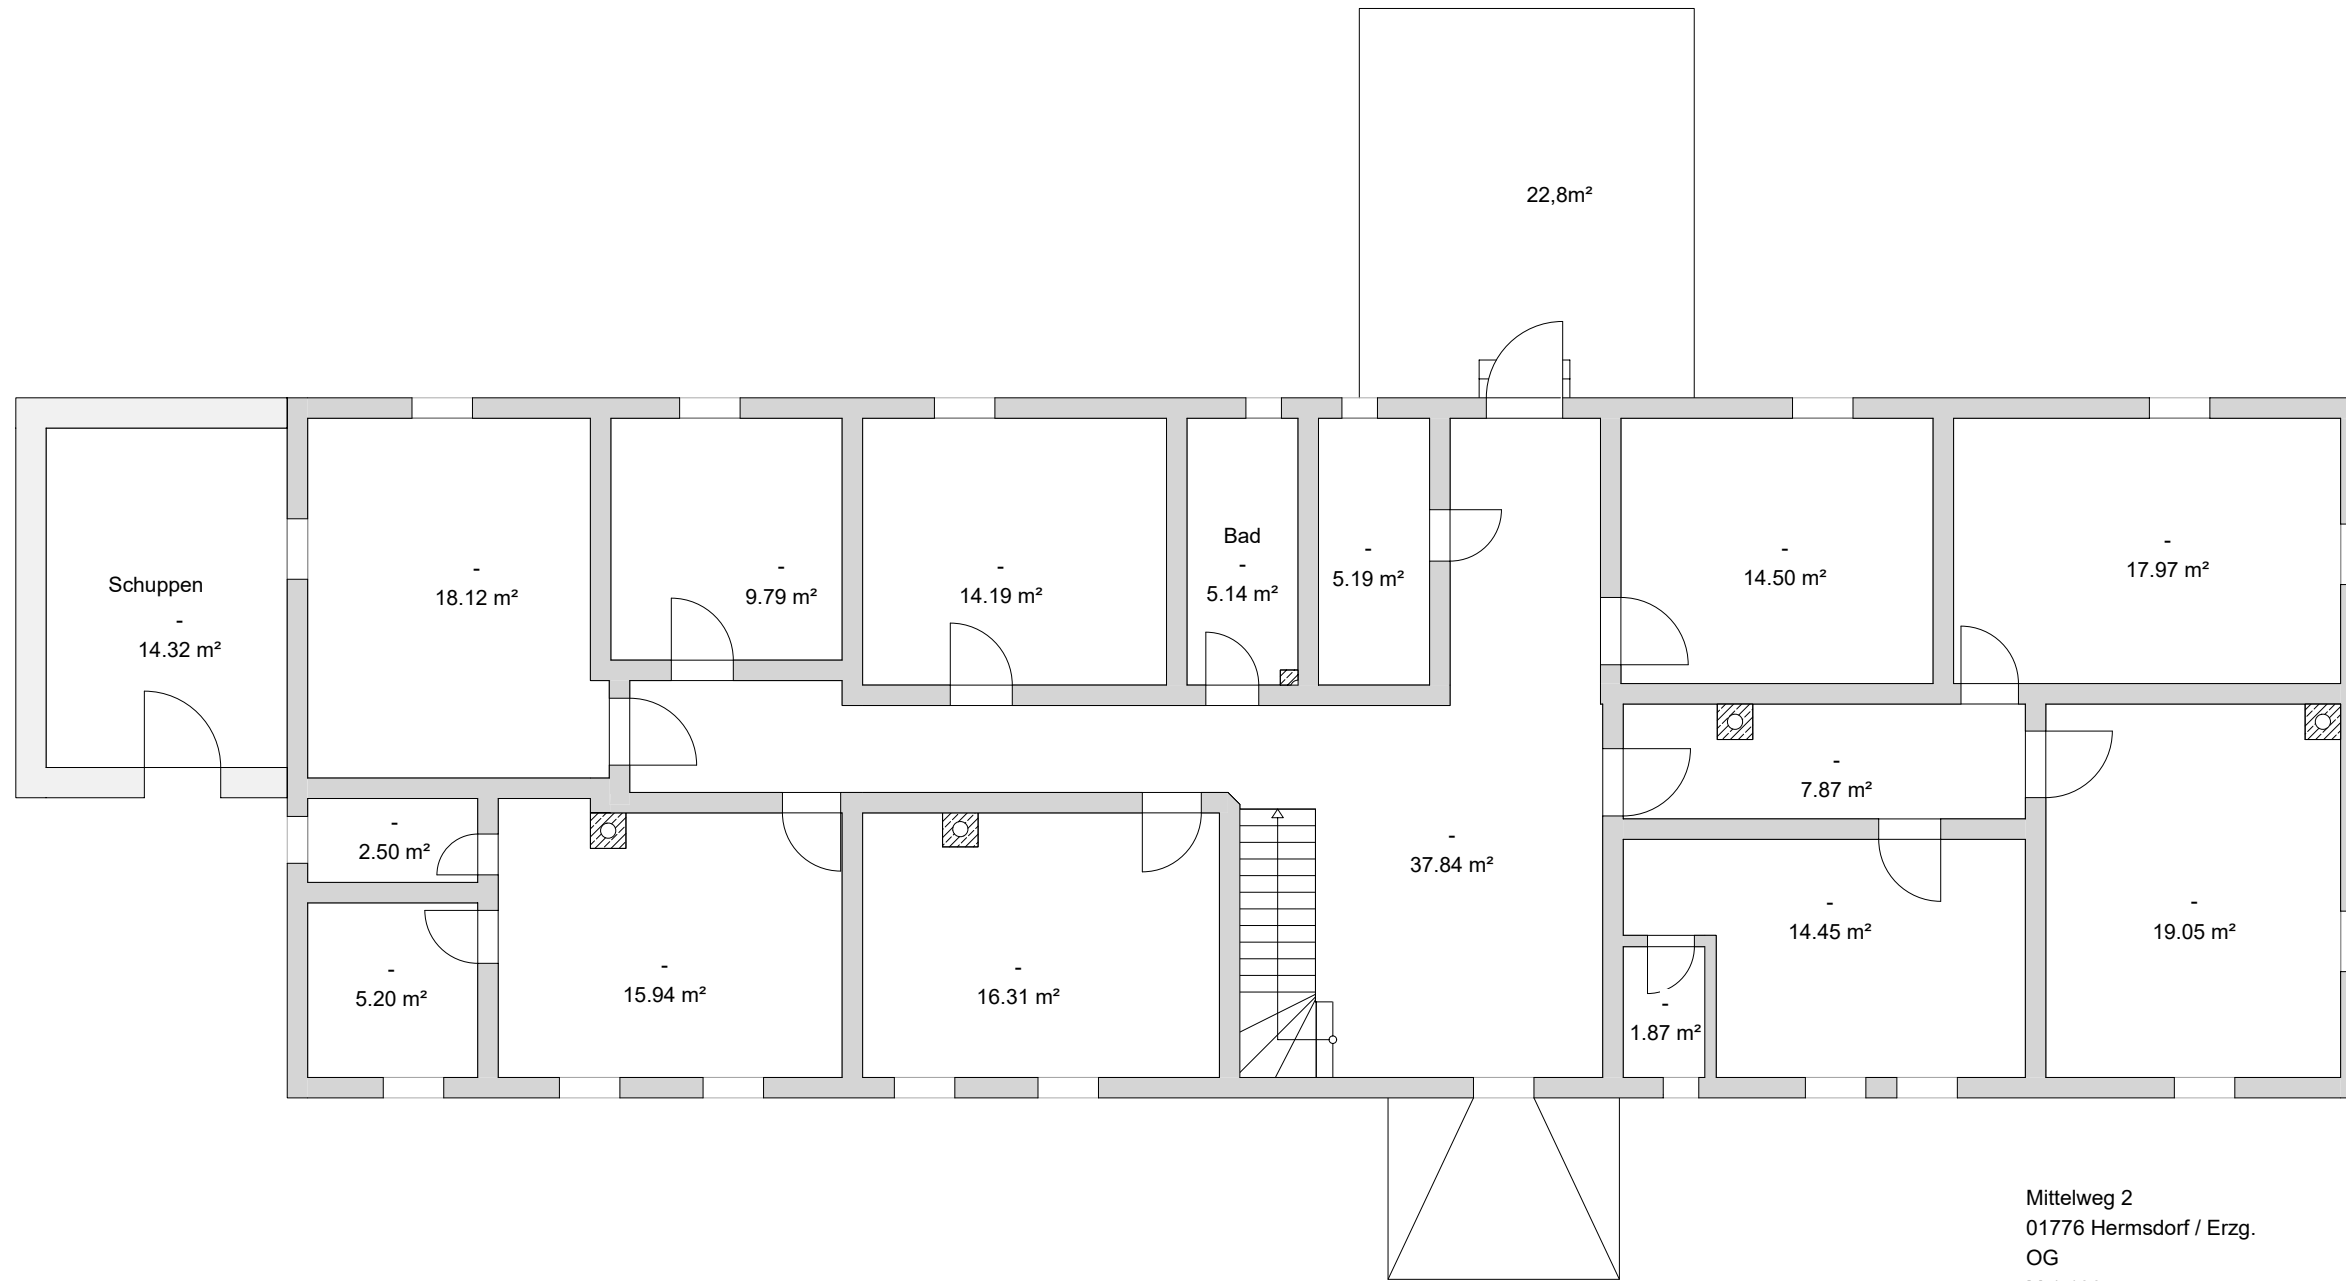 22,8m²
Schuppen
-
14.32 m²
-
18.12 m²
-
9.79 m²
-
14.19 m²
Bad
-
5.14 m²
-
5.19 m²
-
14.50 m²
-
17.97 m²
-
2.50 m²
-
5.20 m²
-
15.94 m²
-
16.31 m²
-
37.84 m²
-
7.87 m²
-
14.45 m²
-
1.87 m²
-
19.05 m²
Mittelweg 2
01776 Hermsdorf / Erzg.
OG